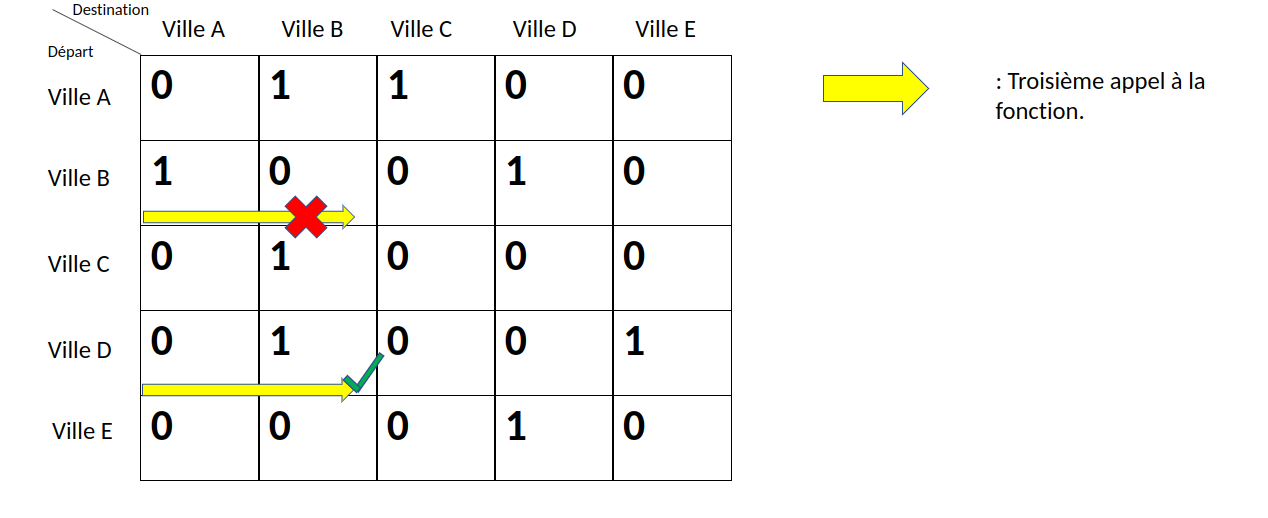 Destination
Départ
Ville A Ville B Ville C Ville D Ville E
Ville A 0 1 1 0 0
Ville B 1 0 0 1 0
Ville C 0 1 0 0 0
Ville D 0 1 0 0 1
Ville E 0 0 0 1 0
: Troisième appel à la
fonction.